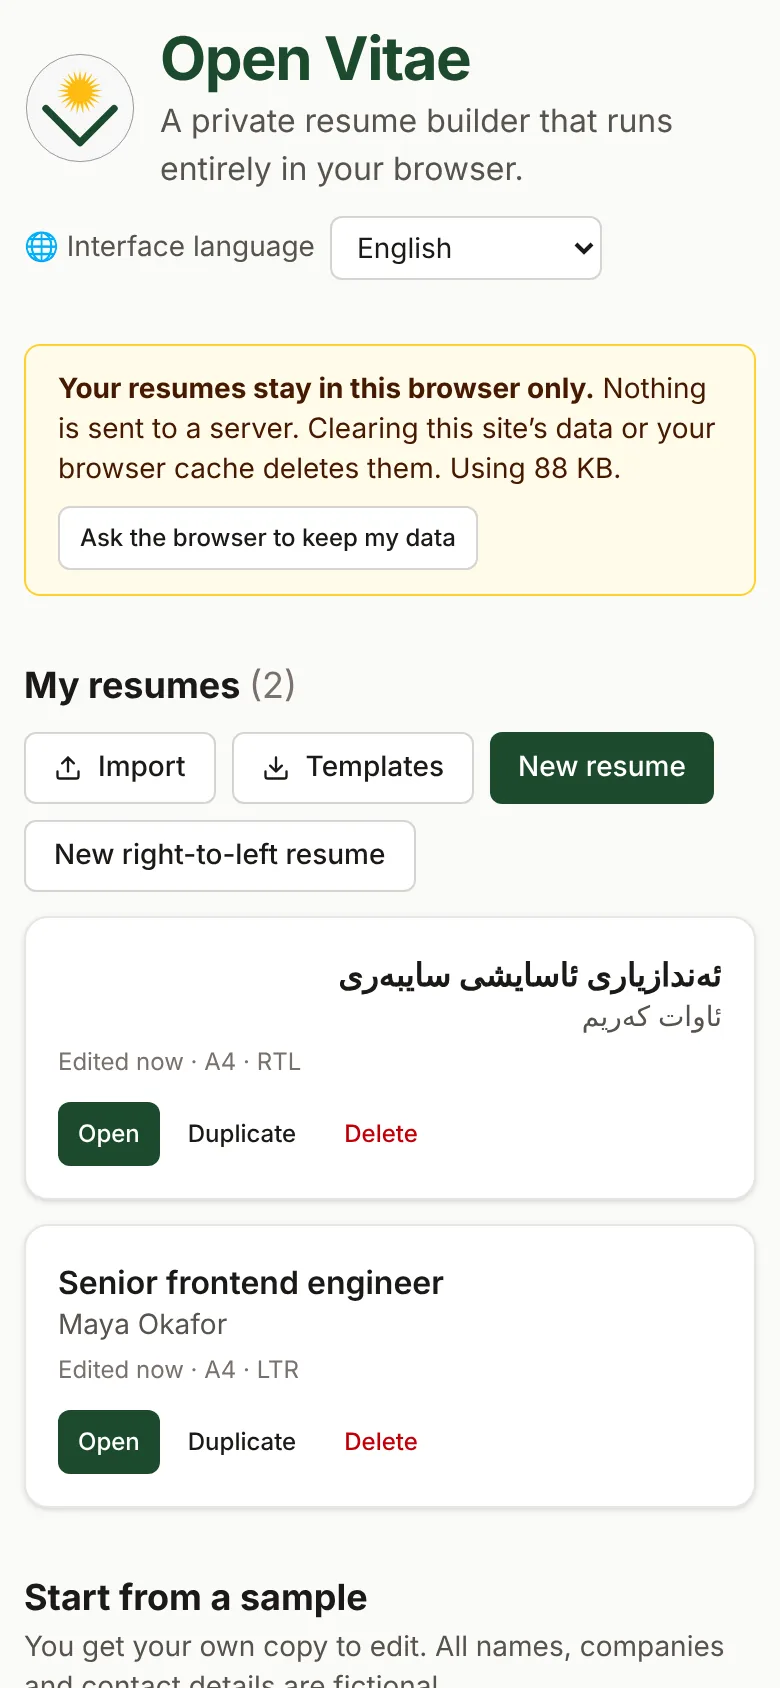 Open Vitae
A private resume builder that runs
entirely in your browser.
🌐 Interface language English
Your resumes stay in this browser only. Nothing
is sent to a server. Clearing this site’s data or your
browser cache deletes them. Using 88 KB.
Ask the browser to keep my data
My resumes (2)
Import Templates New resume
New right-to-left resume
ئەندازیاری ئاسایشی سایبەری
ئاوات کەریم
Edited now · A4 · RTL
Open Duplicate Delete
Senior frontend engineer
Maya Okafor
Edited now · A4 · LTR
Open Duplicate Delete
Start from a sample
You get your own copy to edit. All names, companies
and contact details are fictional